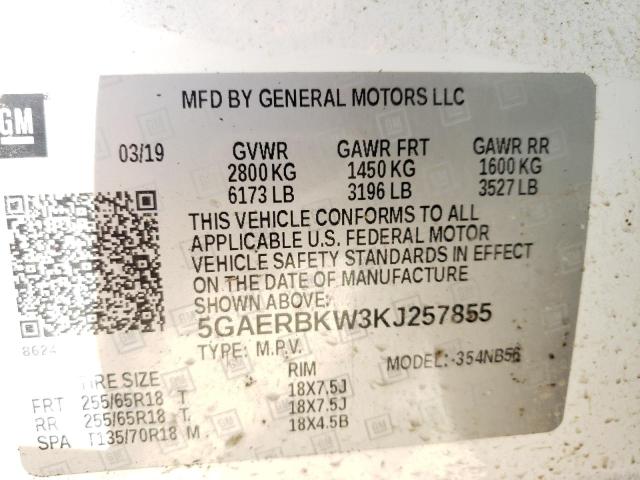 GM
MFD BY GENERAL MOTORS LLC
03/19 GVWR GAWR FRT GAWR RR
2800 KG 1450 KG 1600 KG
6173 LB 3196 LB 3527 LB
THIS VEHICLE CONFORMS TO ALL
APPLICABLE U.S. FEDERAL MOTOR
VEHICLE SAFETY STANDARDS IN EFFECT
ON THE DATE OF MANUFACTURE
SHOWN ABOVE.
5GAERBKW3KJ257855
8624 TYPE: M.P.V. MODEL: -354NB56
TIRE SIZE RIM
FRT 255/65R18 T 18X7.5J
RR 255/65R18 T. 18X7.5J
SPA T135/70R18 M 18X4.5B